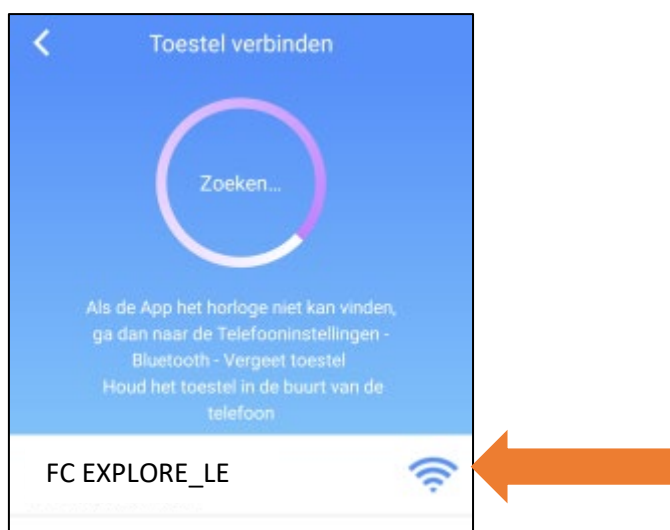 Toestel verbinden
Zoeken...
Als de App het horloge niet kan vinden,
ga dan naar de Telefooninstellingen -
Bluetooth - Vergeet toestel
Houd het toestel in de buurt van de
telefoon
FC EXPLORE_LE